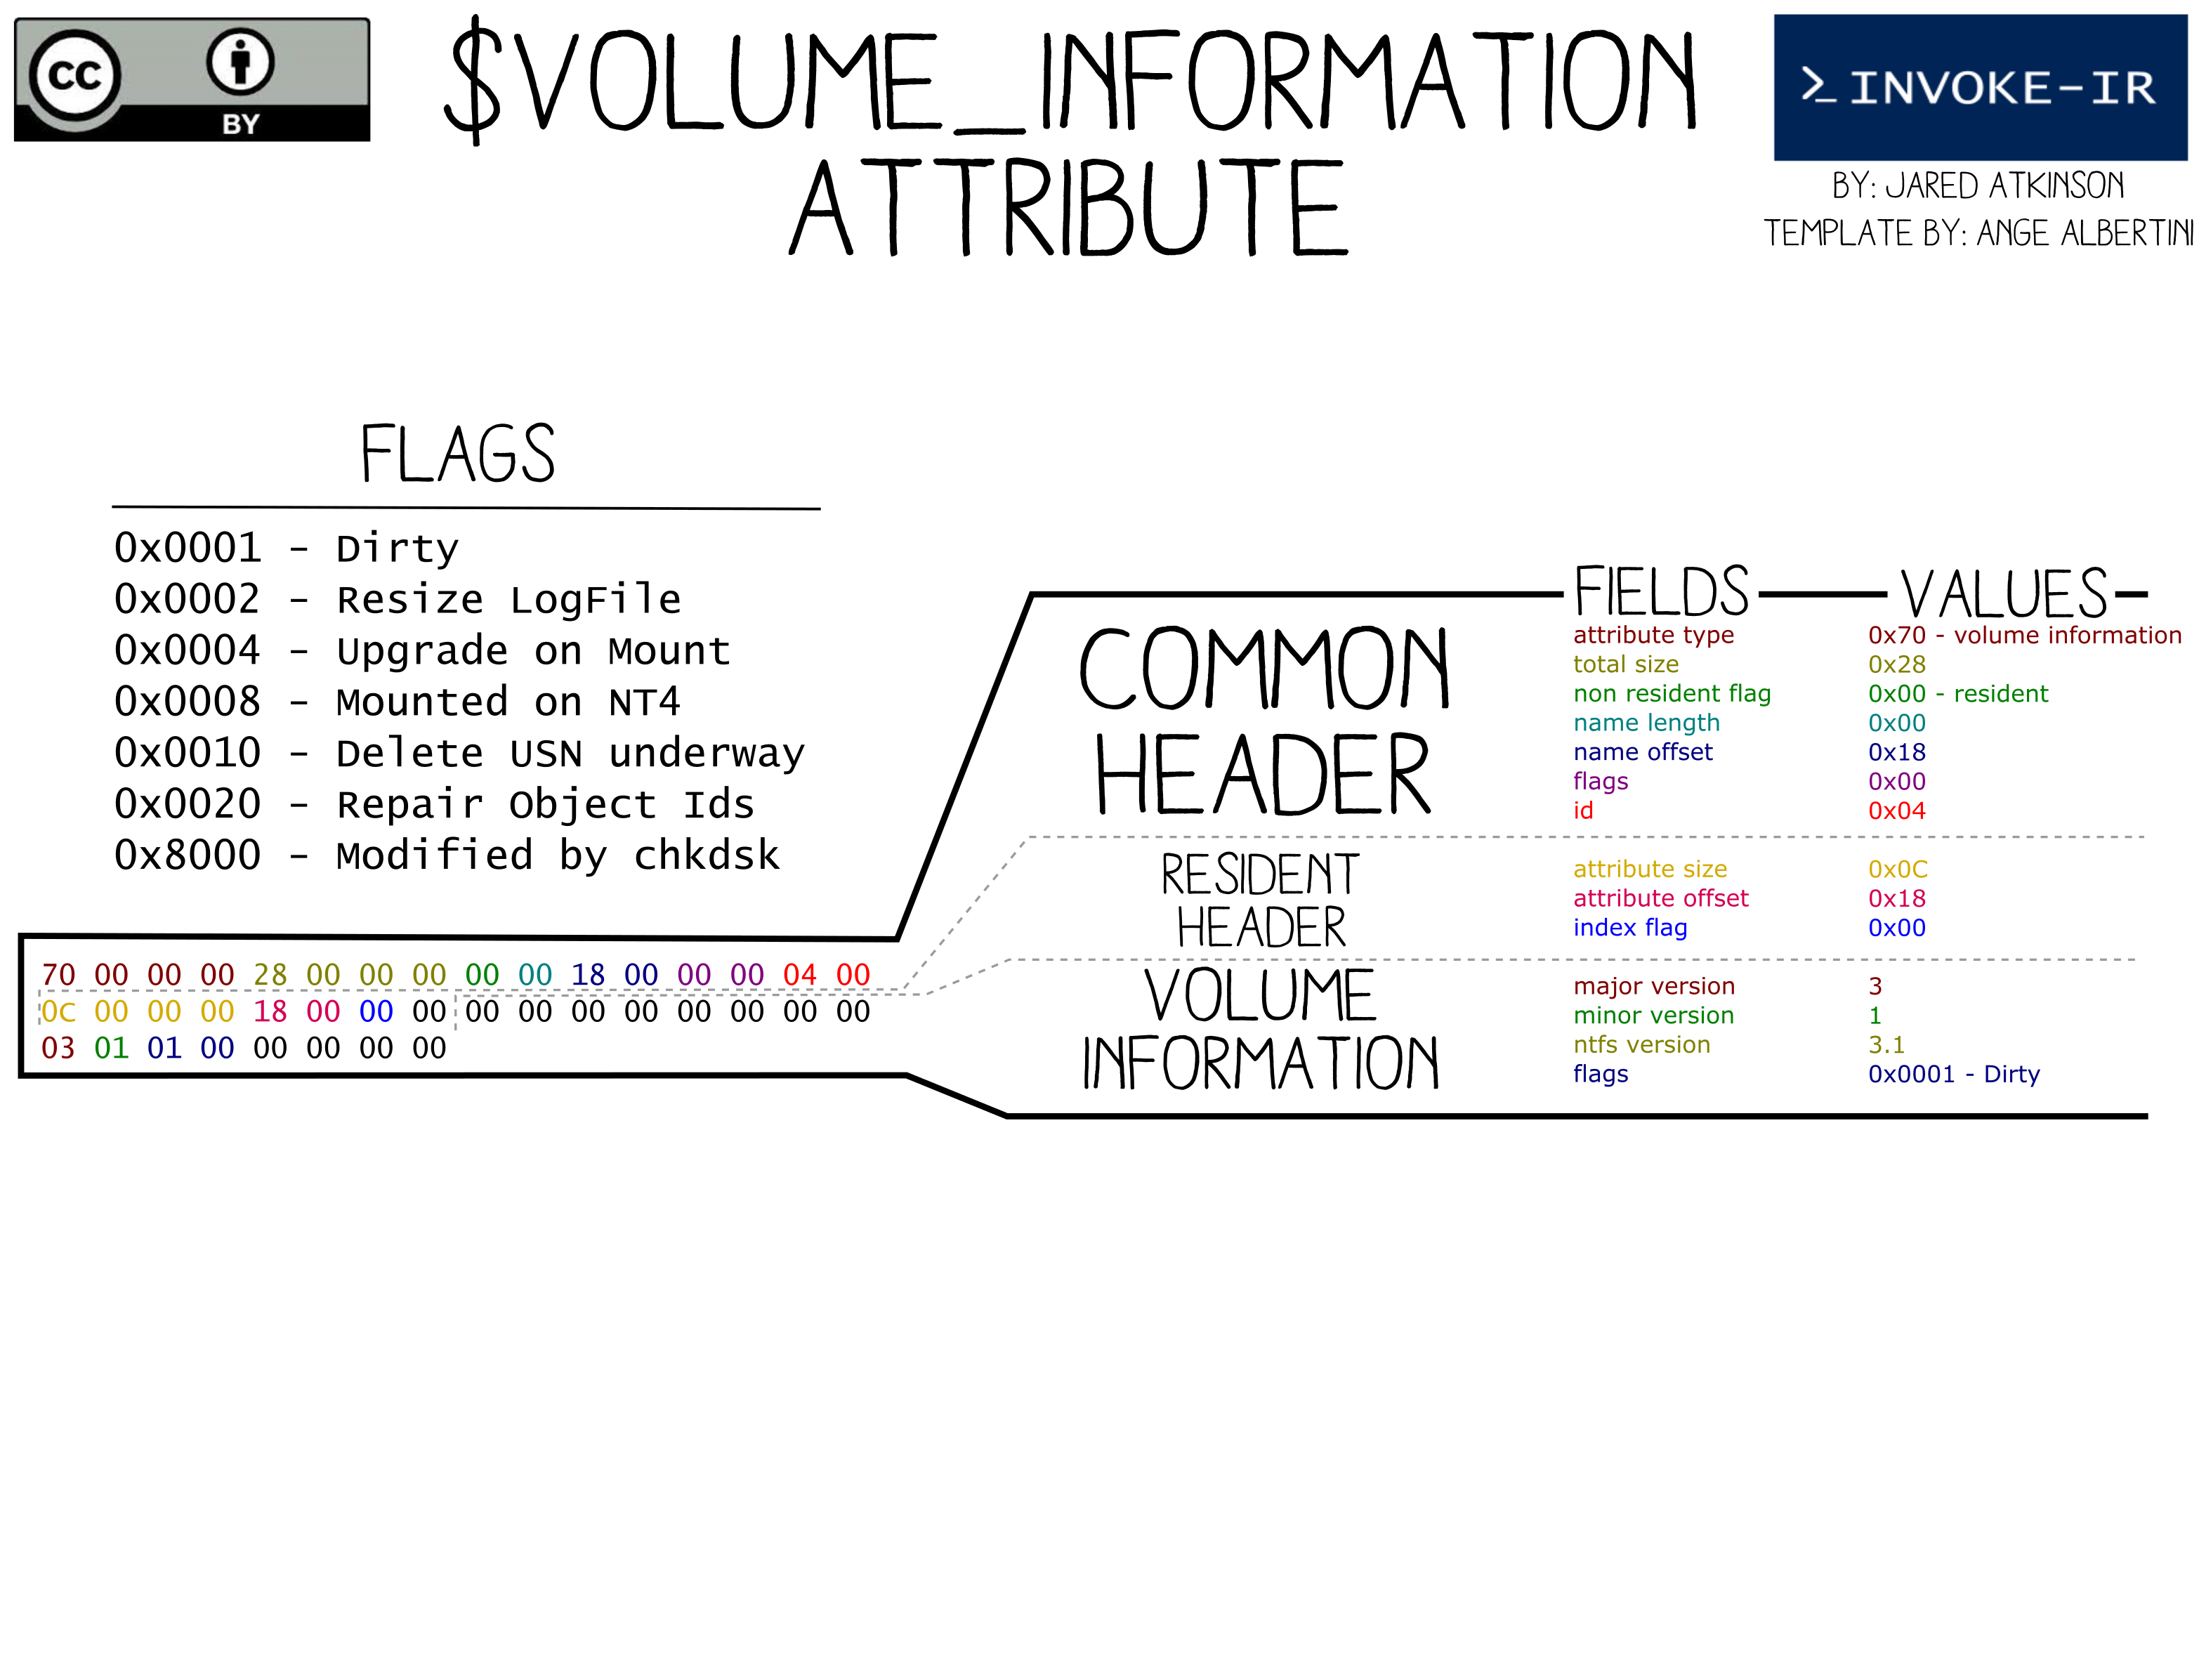 CC
BY
$VOLUME_INFORMATION
ATTRIBUTE
>_ INVOKE-IR
BY: JARED ATKINSON
TEMPLATE BY: ANGE ALBERTINI
FLAGS
0x0001 - Dirty
0x0002 - Resize LogFile
0x0004 - Upgrade on Mount
0x0008 - Mounted on NT4
0x0010 - Delete USN underway
0x0020 - Repair Object Ids
0x8000 - Modified by chkdsk
70 00 00 00 28 00 00 00 00 00 18 00 00 00 04 00
0C 00 00 00 18 00 00 00 00 00 00 00 00 00 00 00
03 01 01 00 00 00 00 00
FIELDS VALUES
COMMON
HEADER
attribute type 0x70 - volume information
total size 0x28
non resident flag 0x00 - resident
name length 0x00
name offset 0x18
flags 0x00
id 0x04
RESIDENT
HEADER
attribute size 0x0C
attribute offset 0x18
index flag 0x00
VOLUME
INFORMATION
major version 3
minor version 1
ntfs version 3.1
flags 0x0001 - Dirty